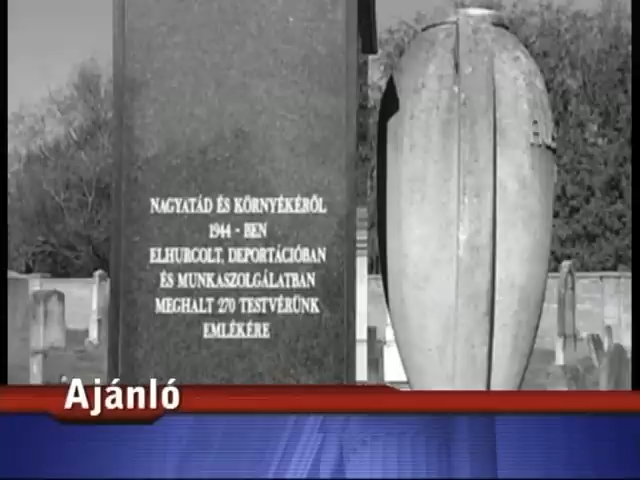 NAGYATÁD ÉS KÖRNYÉKÉRŐL
1944 - BEN
ELHURCOLT, DEPORTÁCIÓBAN
ÉS MUNKASZOLGÁLATBAN
MEGHALT 270 TESTVÉRÜNK
EMLÉKÉRE
Ajánló